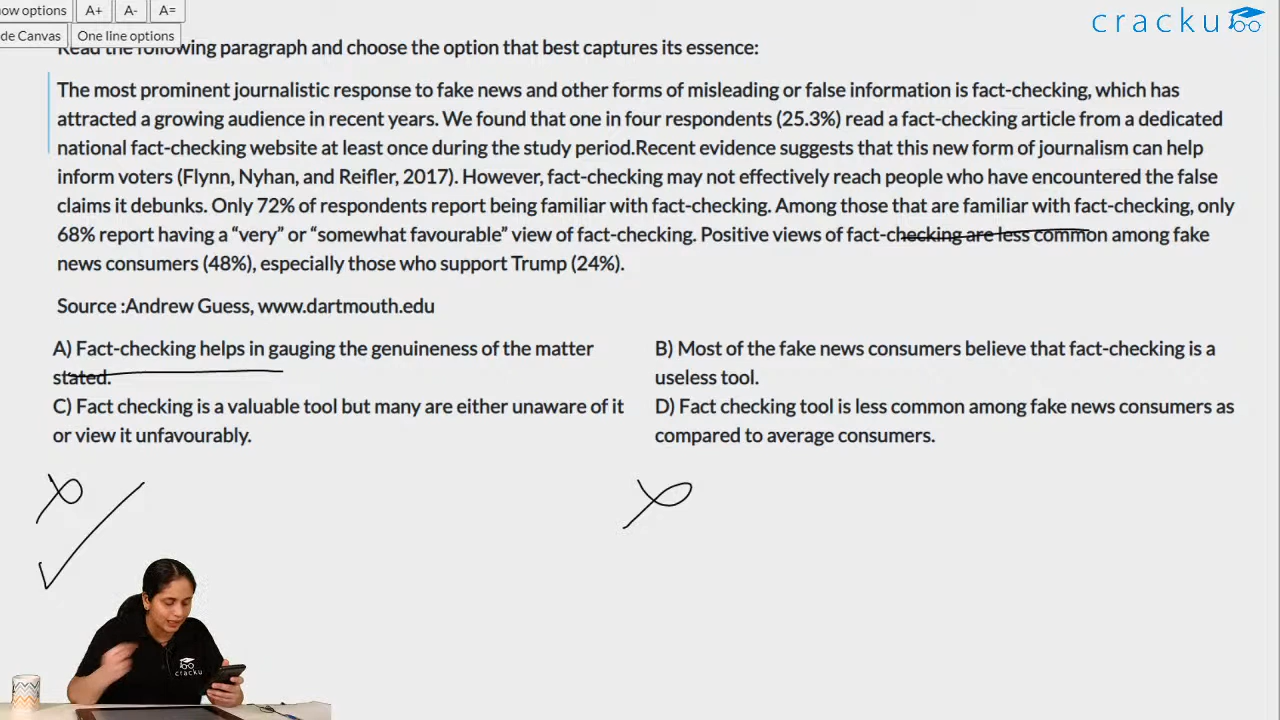 ow options
A+
A-
A=
de Canvas
One line options
cracku
Read the following paragraph and choose the option that best captures its essence:
The most prominent journalistic response to fake news and other forms of misleading or false information is fact-checking, which has
attracted a growing audience in recent years. We found that one in four respondents (25.3%) read a fact-checking article from a dedicated
national fact-checking website at least once during the study period.Recent evidence suggests that this new form of journalism can help
inform voters (Flynn, Nyhan, and Reifler, 2017). However, fact-checking may not effectively reach people who have encountered the false
claims it debunks. Only 72% of respondents report being familiar with fact-checking. Among those that are familiar with fact-checking, only
68% report having a “very” or “somewhat favourable” view of fact-checking. Positive views of fact-checking are less common among fake
news consumers (48%), especially those who support Trump (24%).
Source :Andrew Guess, www.dartmouth.edu
A) Fact-checking helps in gauging the genuineness of the matter
stated.
B) Most of the fake news consumers believe that fact-checking is a
useless tool.
C) Fact checking is a valuable tool but many are either unaware of it
or view it unfavourably.
D) Fact checking tool is less common among fake news consumers as
compared to average consumers.
cracku